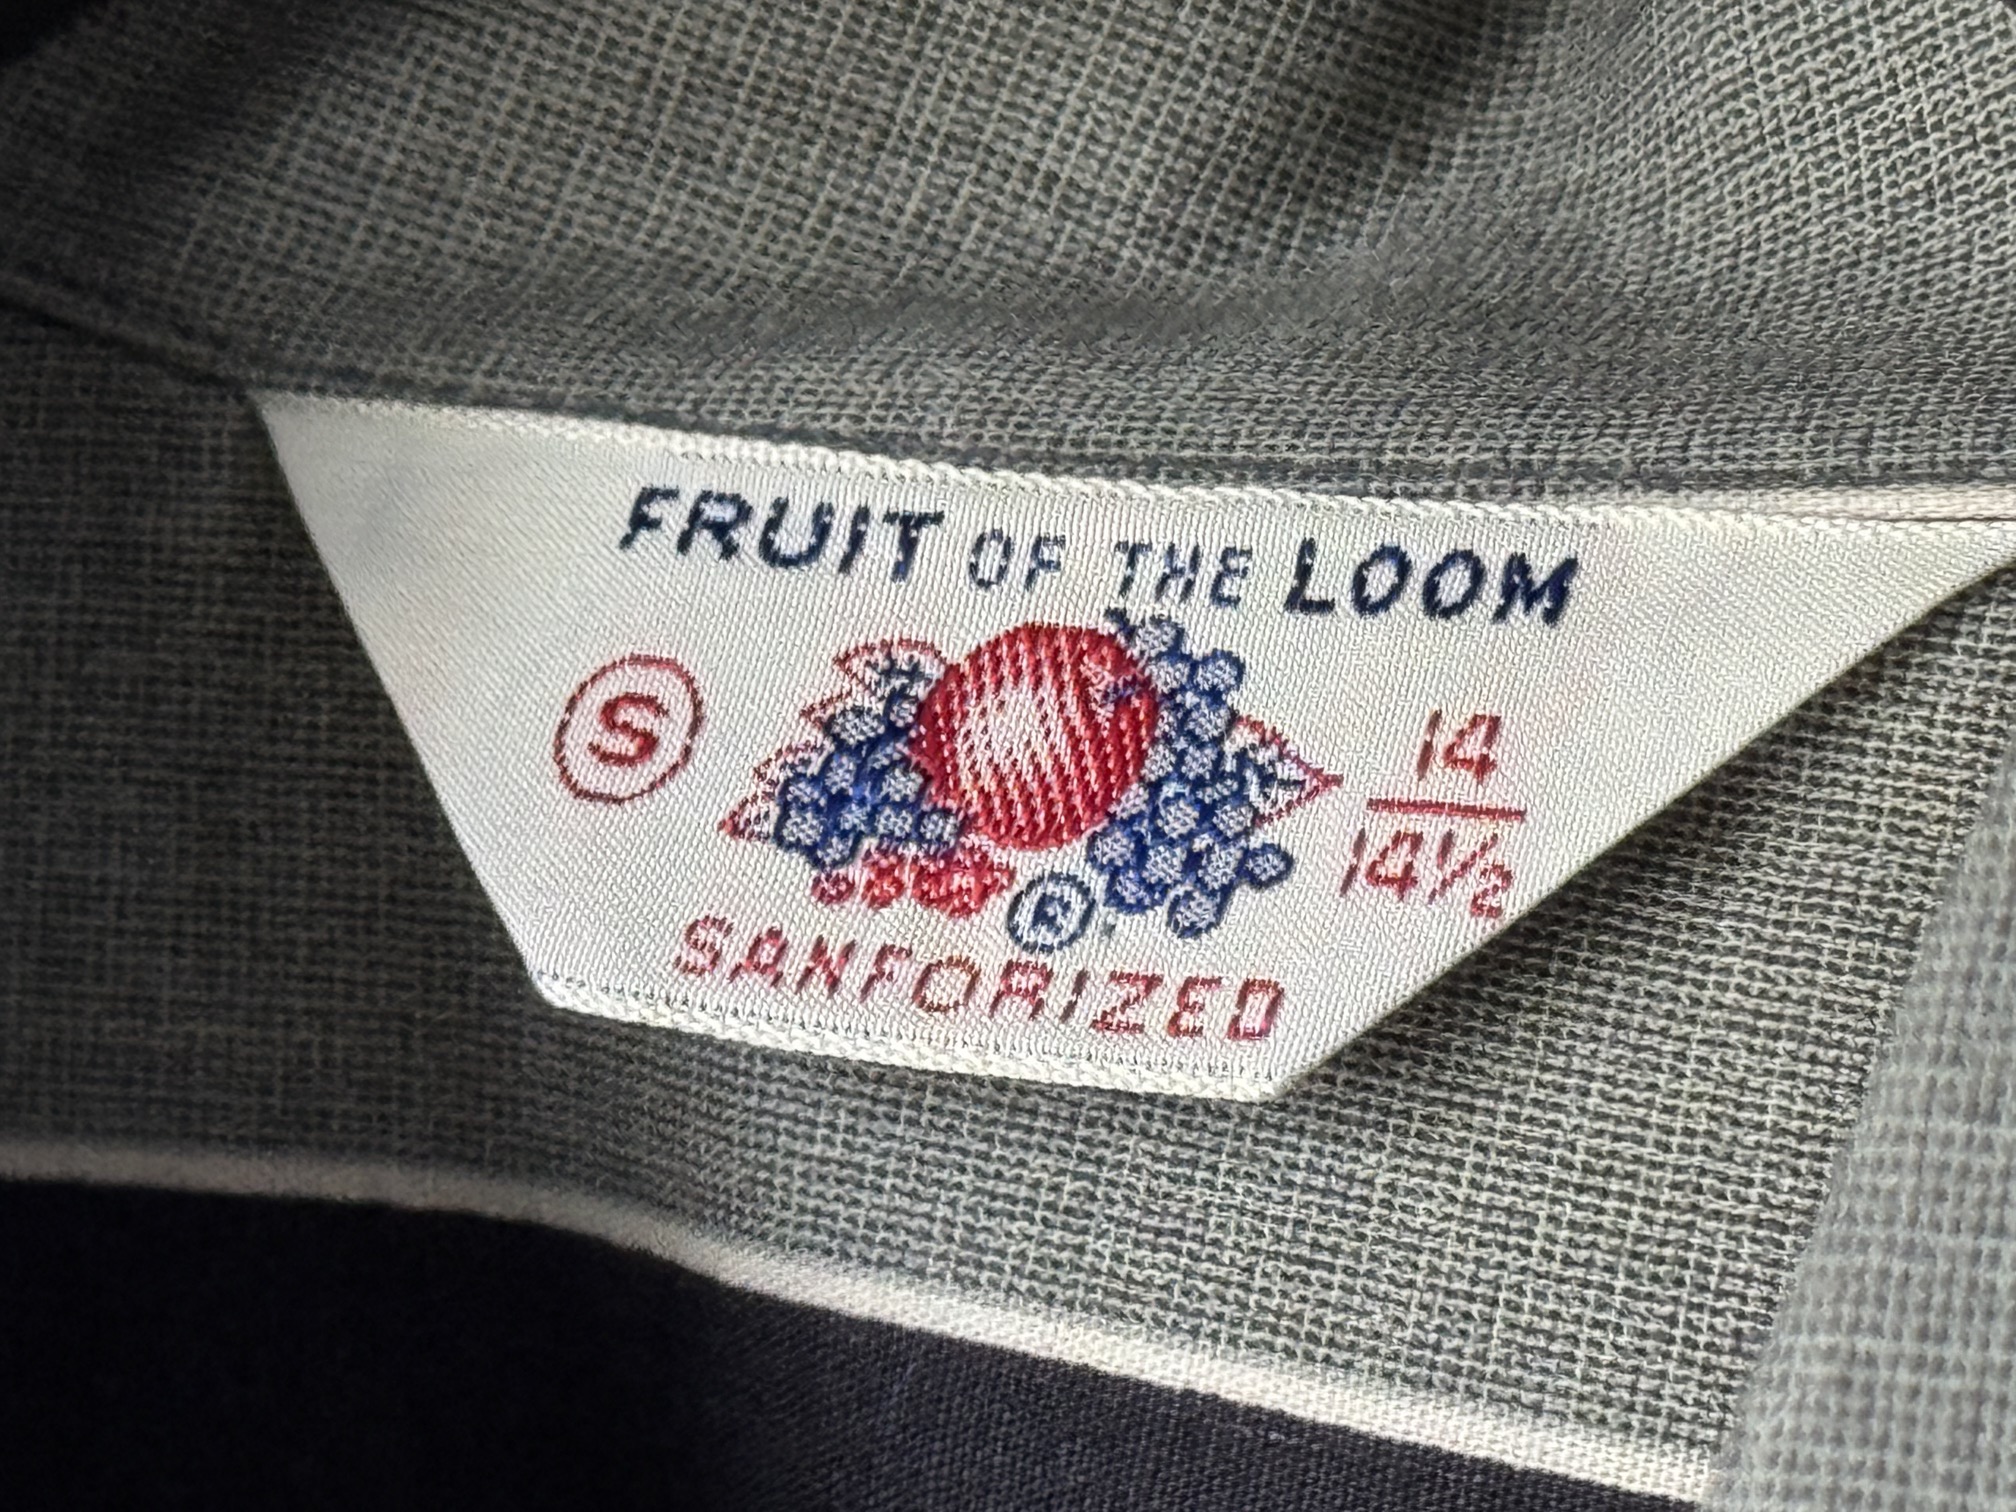 FRUIT OF THE LOOM
S
14
14½
®
SANFORIZED